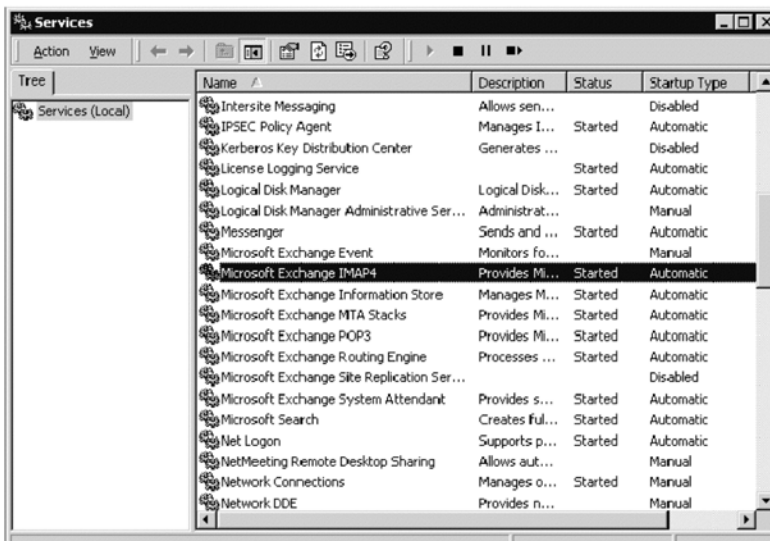 Services
Action View
Tree
Services (Local)
Name Description Status Startup Type
Intersite Messaging Allows sen... Disabled
IPSEC Policy Agent Manages I... Started Automatic
Kerberos Key Distribution Center Generates ... Disabled
License Logging Service Started Automatic
Logical Disk Manager Logical Disk... Started Automatic
Logical Disk Manager Administrative Ser... Administrat... Manual
Messenger Sends and ... Started Automatic
Microsoft Exchange Event Monitors fo... Manual
Microsoft Exchange IMAP4 Provides Mi... Started Automatic
Microsoft Exchange Information Store Manages M... Started Automatic
Microsoft Exchange MTA Stacks Provides Mi... Started Automatic
Microsoft Exchange POP3 Provides Mi... Started Automatic
Microsoft Exchange Routing Engine Processes ... Started Automatic
Microsoft Exchange Site Replication Ser... Disabled
Microsoft Exchange System Attendant Provides s... Started Automatic
Microsoft Search Creates ful... Started Automatic
Net Logon Supports p... Started Automatic
NetMeeting Remote Desktop Sharing Allows aut... Manual
Network Connections Manages o... Started Manual
Network DDE Provides n... Manual